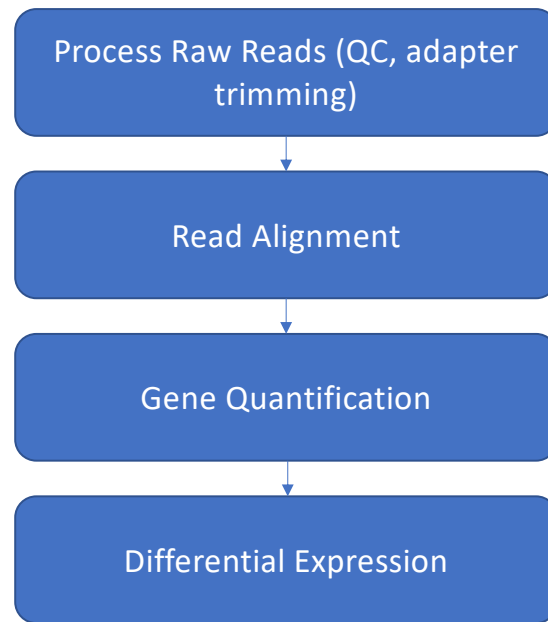 Process Raw Reads (QC, adapter
trimming)
Read Alignment
Gene Quantification
Differential Expression